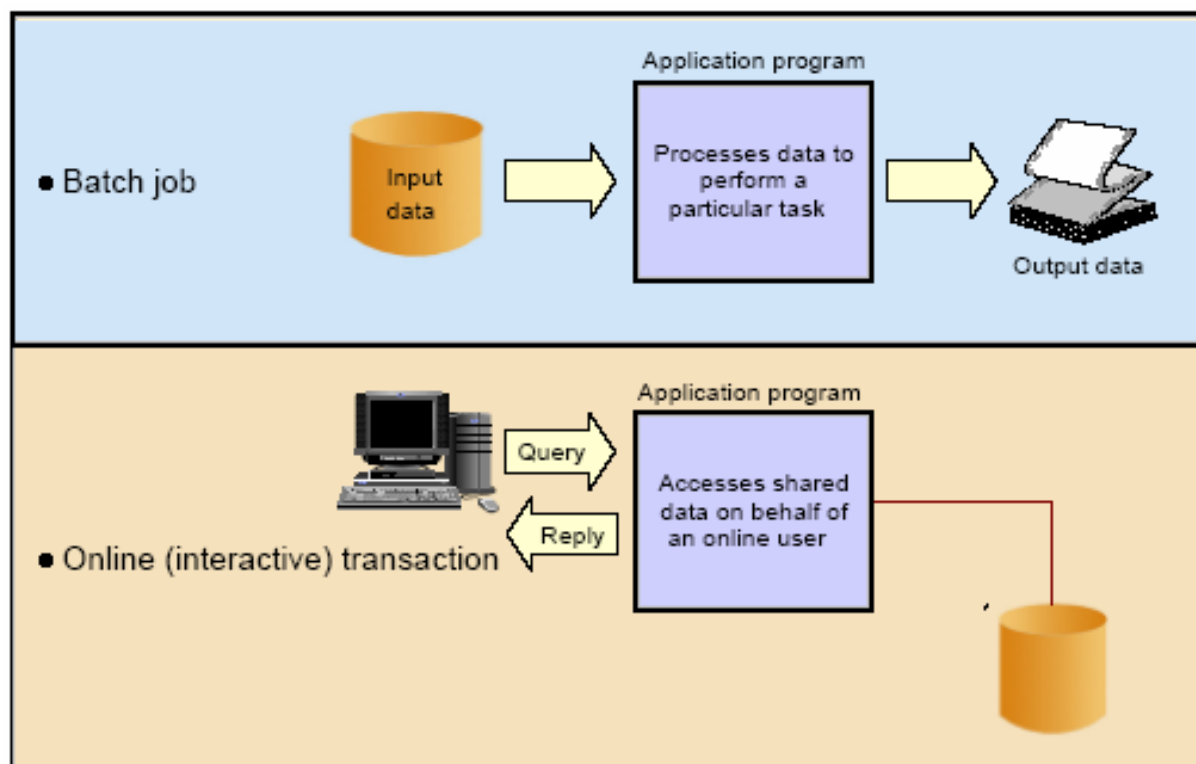 Application program
● Batch job
Input
data
Processes data to
perform a
particular task
Output data
Application program
Query
Reply
Accesses shared
data on behalf of
an online user
● Online (interactive) transaction